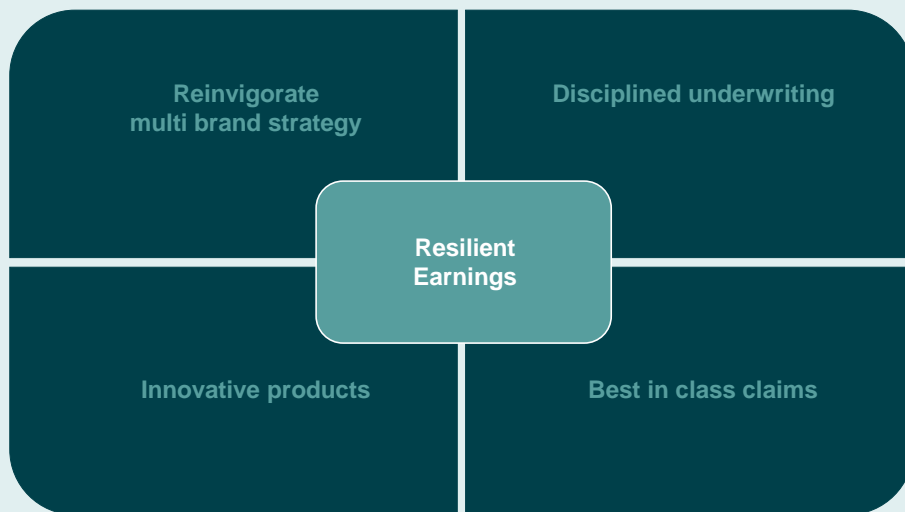 Reinvigorate
multi brand strategy
Disciplined underwriting
Resilient
Earnings
Innovative products
Best in class claims